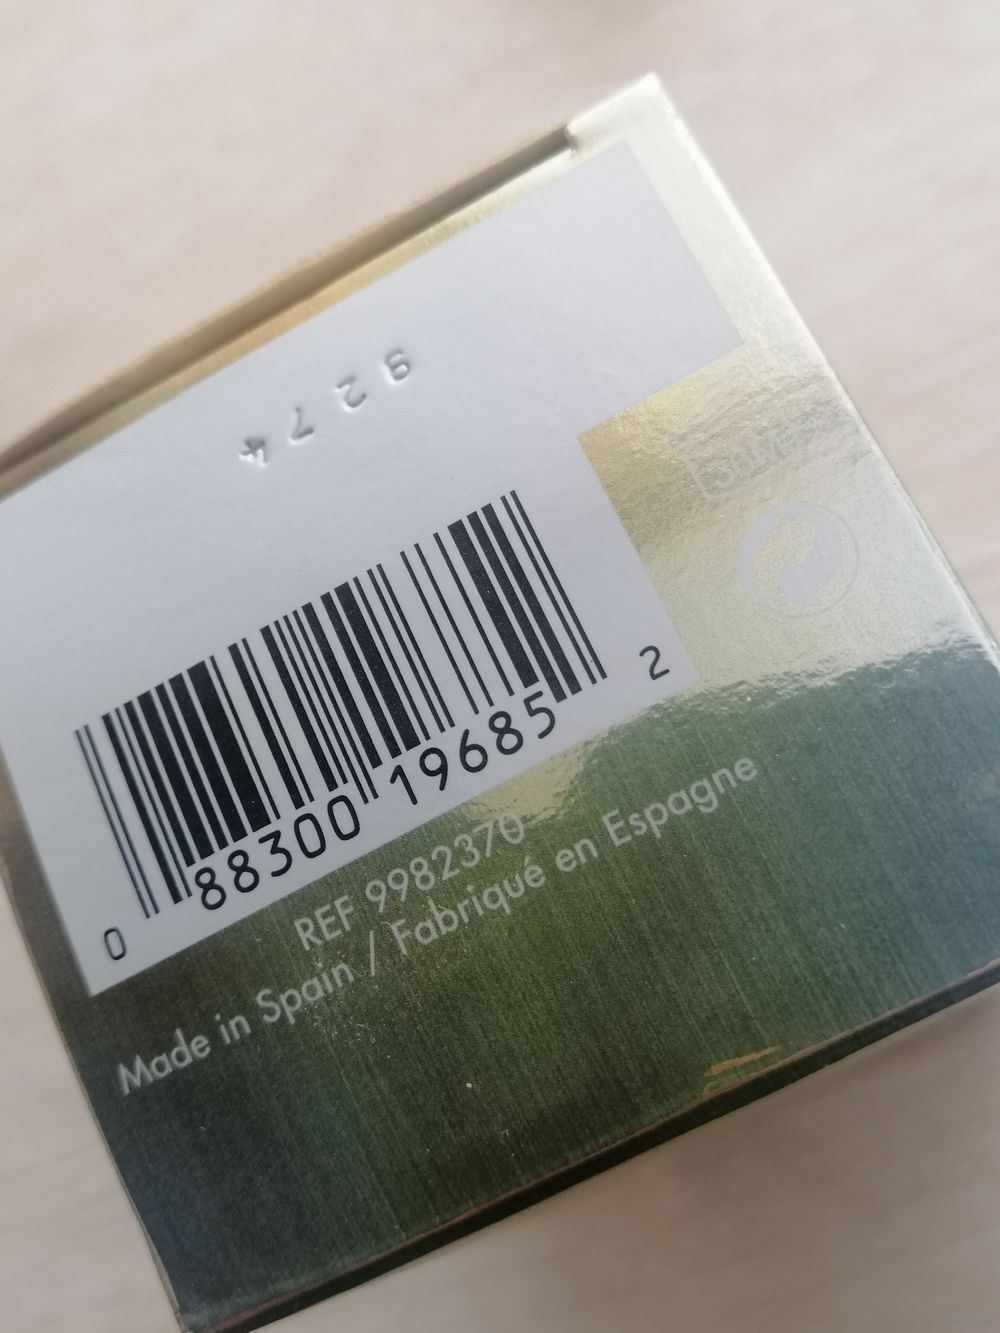 9274
0 88300 19685 2
REF 9982370
Made in Spain / Fabriqué en Espagne